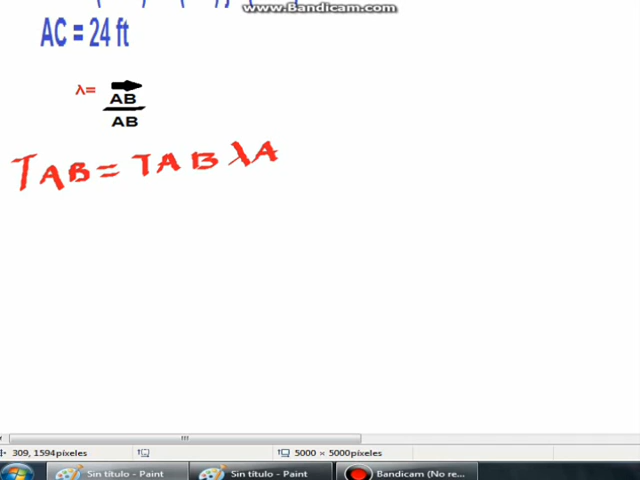 www.Bandicam.com
AC = 24 ft
λ=
AB
AB
TAB = TAB λA
309, 1594píxeles
5000 × 5000píxeles
Sin título - Paint
Sin título - Paint
Bandicam (No re...